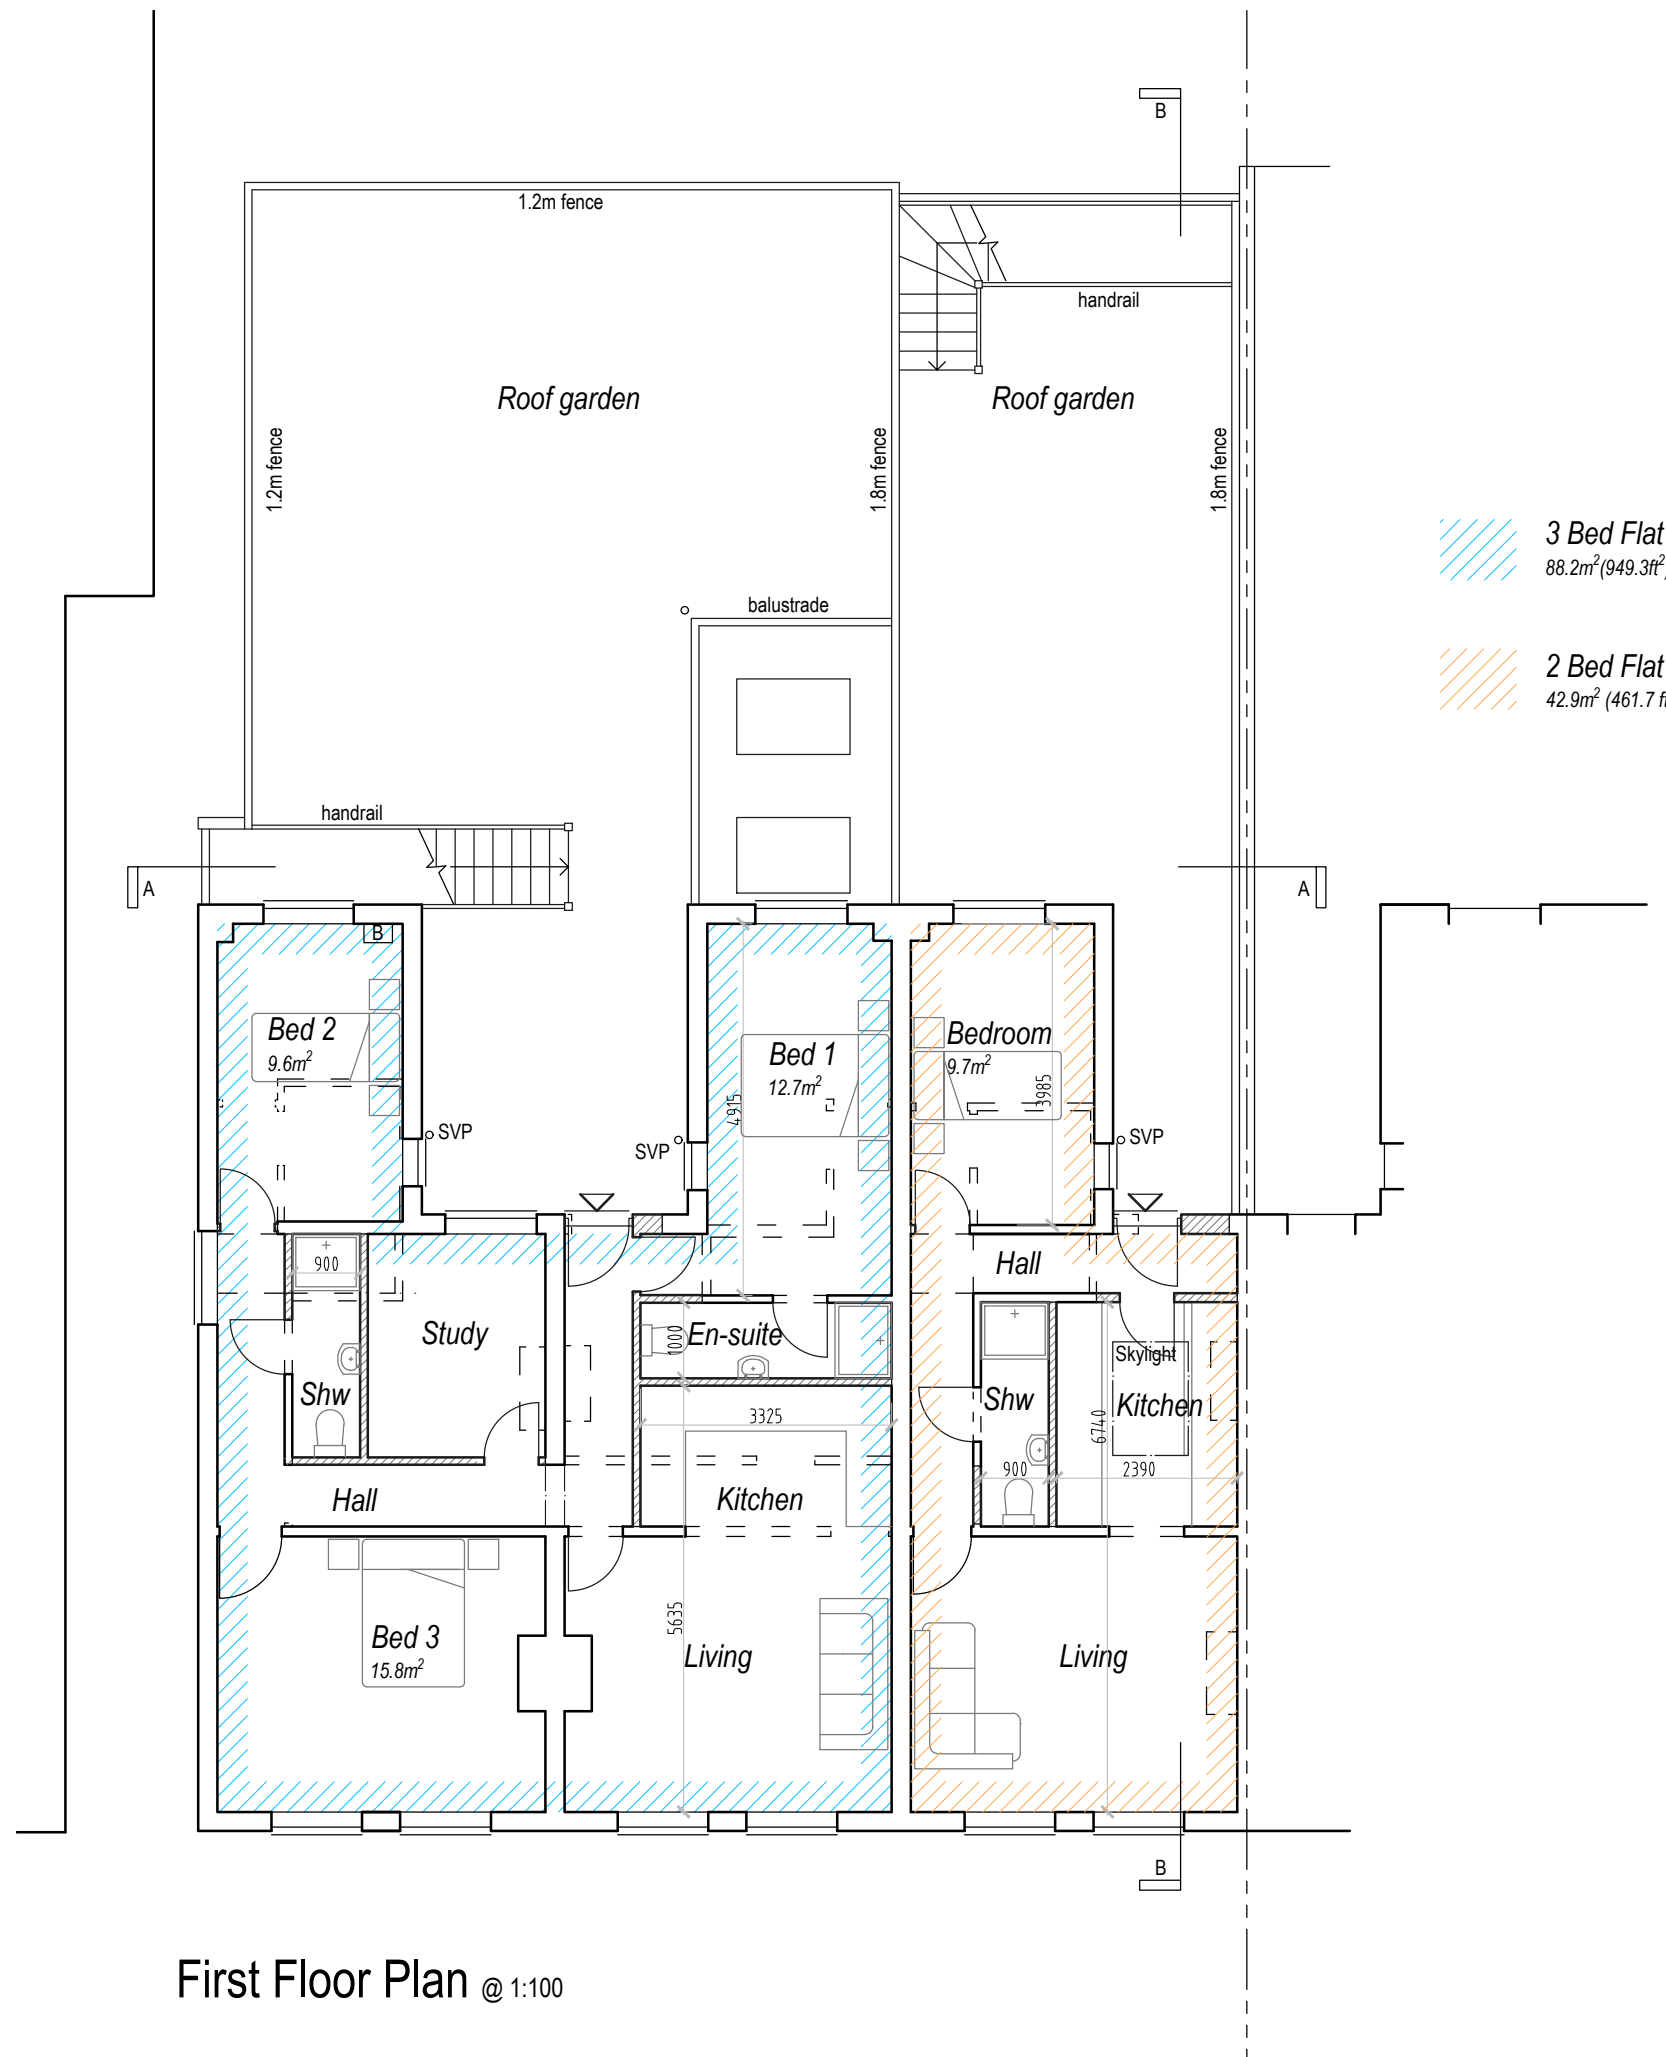 B
1.2m fence
handrail
Roof garden
Roof garden
1.2m fence
1.8m fence
1.8m fence
3 Bed Flat
88.2m²(949.3ft²)
balustrade
2 Bed Flat
42.9m² (461.7 ft
handrail
A
A
B
Bed 2
9.6m²
Bed 1
12.7m²
Bedroom
9.7m²
4915
3985
SVP
SVP
SVP
900
Hall
Study
En-suite
1000
Skylight
Shw
Shw
Kitchen
3325
6740
900
2390
Hall
Kitchen
5635
Bed 3
15.8m²
Living
Living
B
First Floor Plan @ 1:100